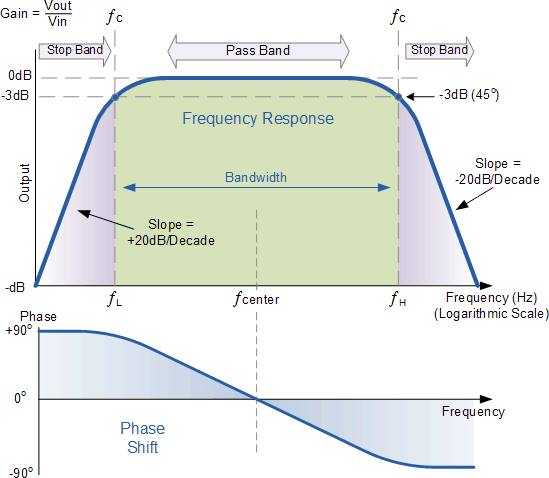 Gain = Vout
Vin
fC
fC
Stop Band
Pass Band
Stop Band
0dB
-3dB
-3dB (45°)
Frequency Response
Output
Slope =
-20dB/Decade
Bandwidth
Slope =
+20dB/Decade
-dB
fL
fcenter
fH
Frequency (Hz)
(Logarithmic Scale)
Phase
+90°
0°
Frequency
Phase
Shift
-90°